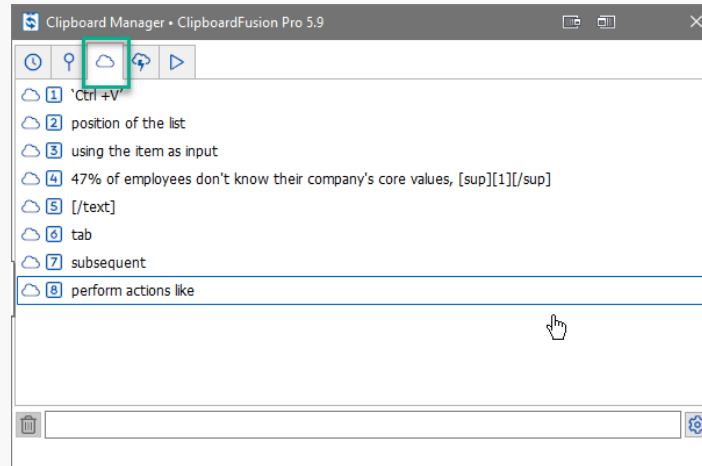 Clipboard Manager • ClipboardFusion Pro 5.9
1 `Ctrl +V’
2 position of the list
3 using the item as input
4 47% of employees don't know their company's core values, [sup][1][/sup]
5 [/text]
6 tab
7 subsequent
8 perform actions like